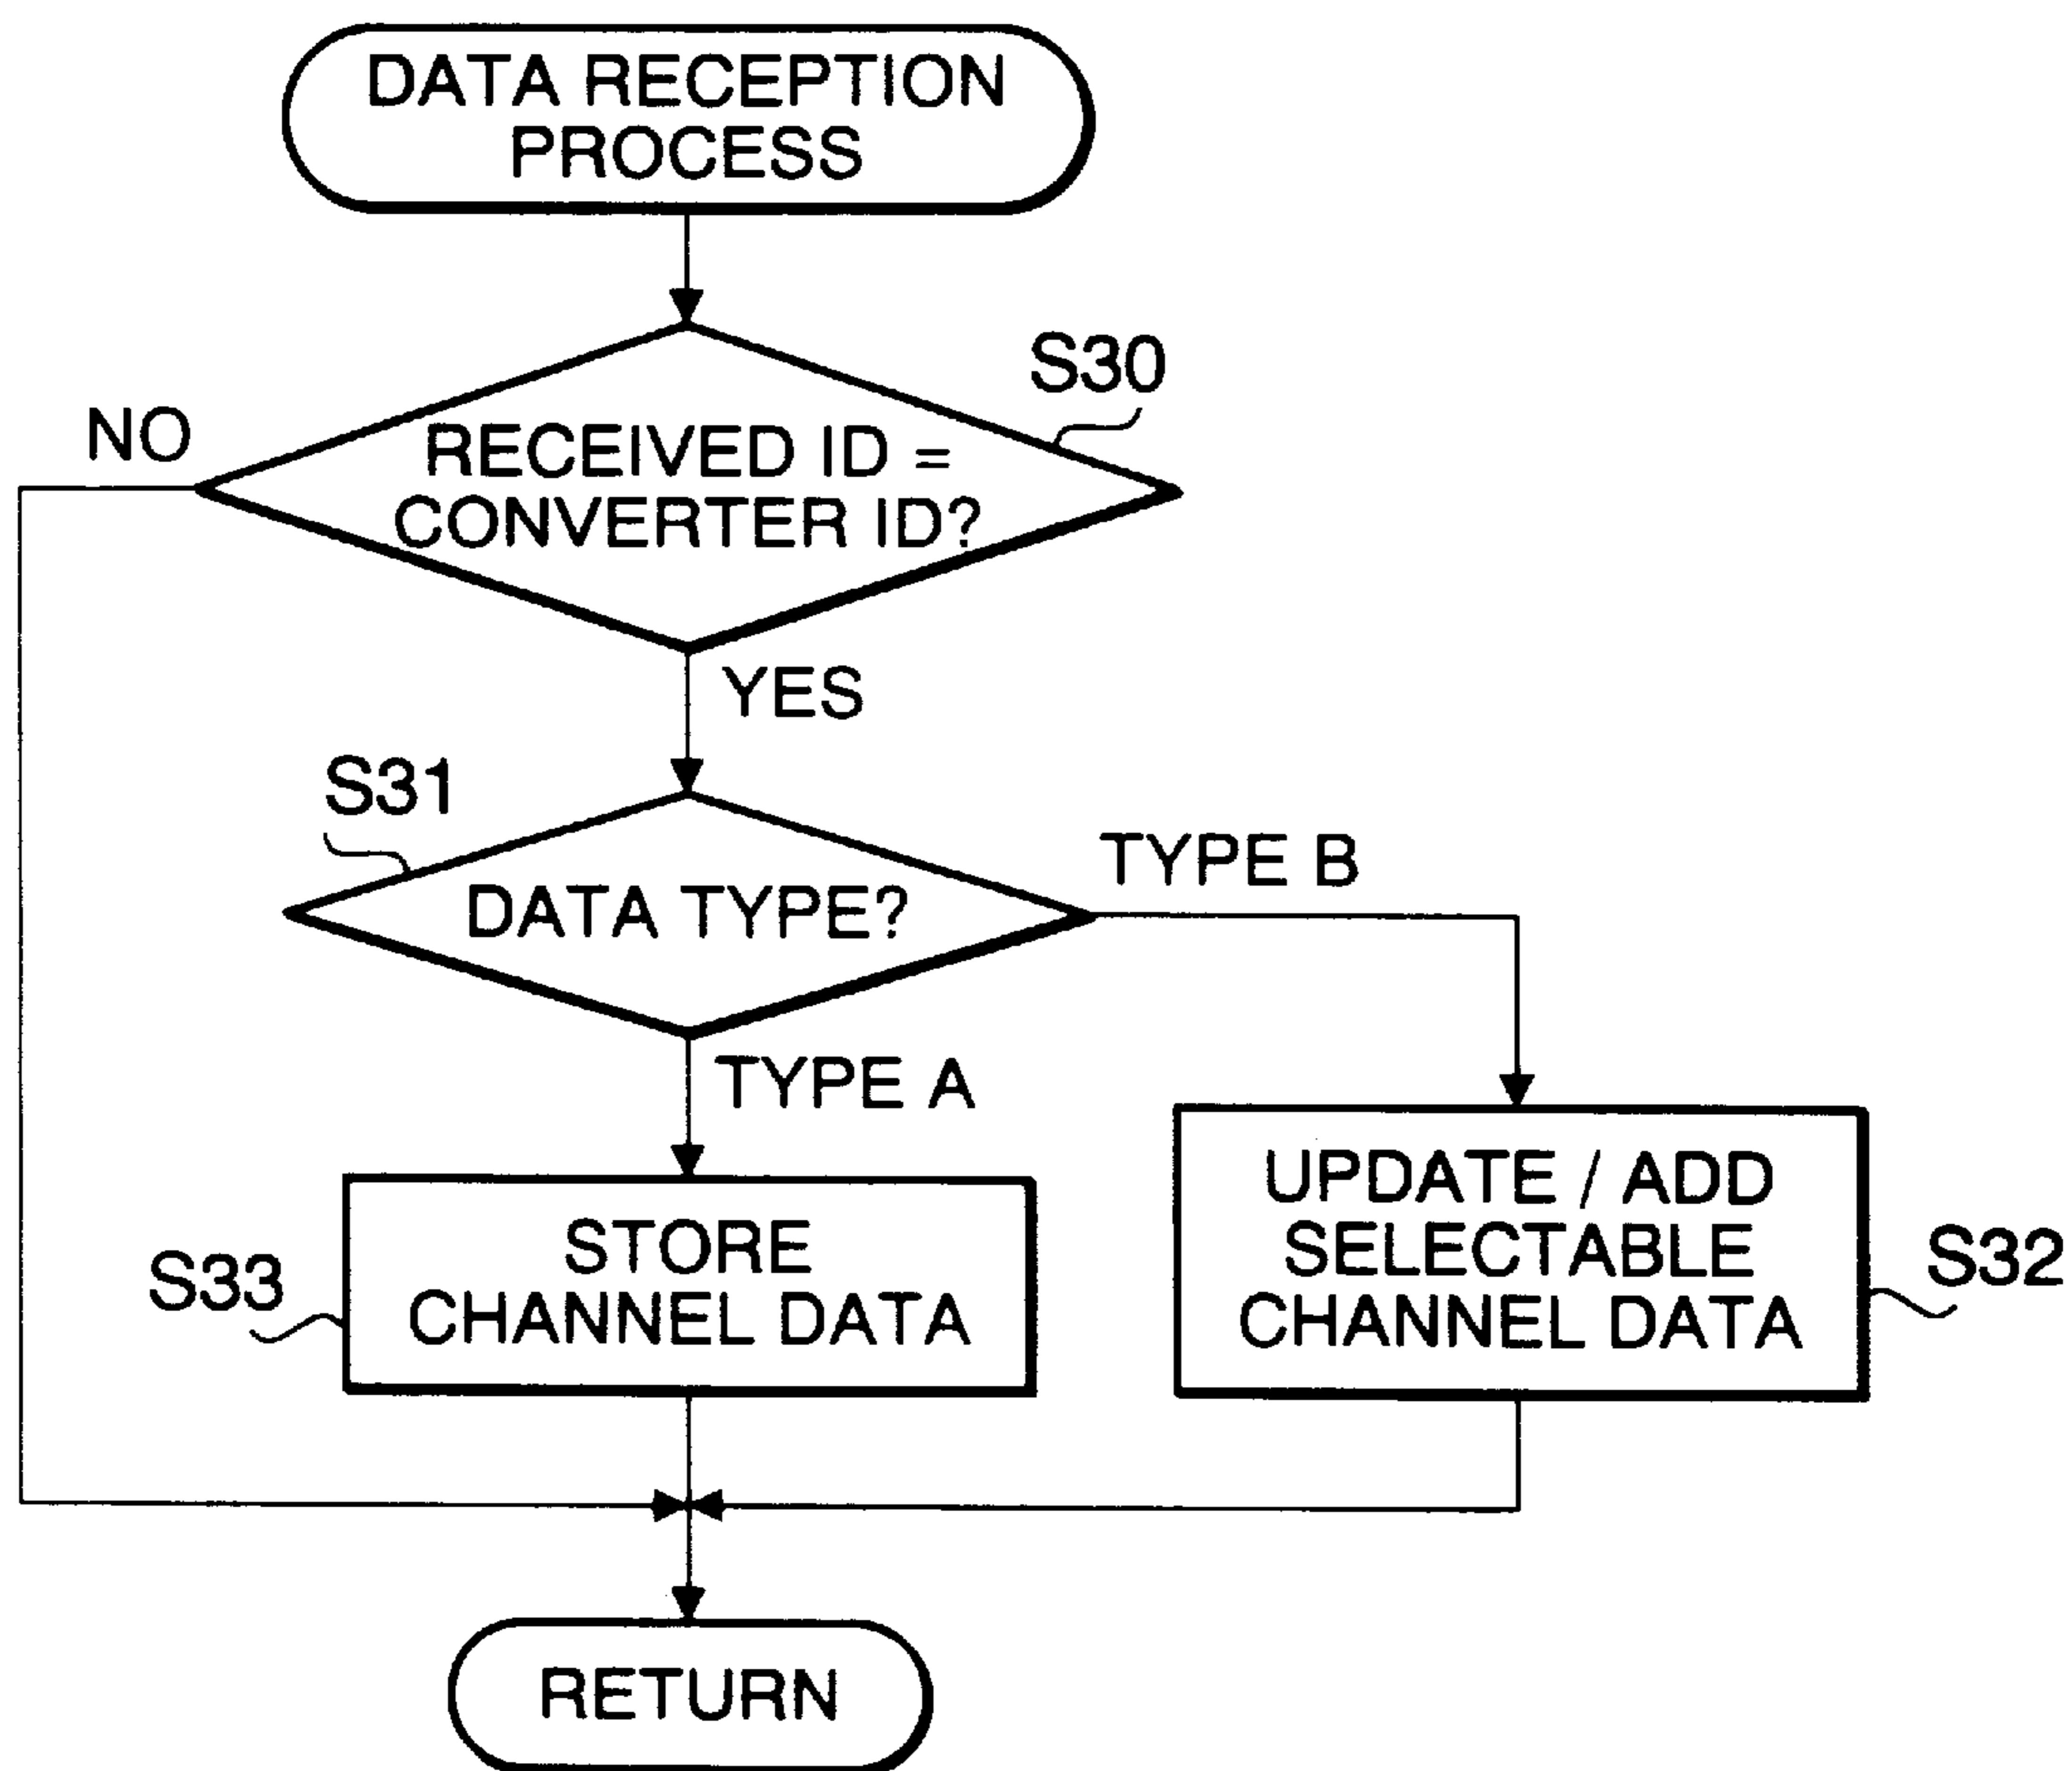 DATA RECEPTION
PROCESS
S30
NO
RECEIVED ID =
CONVERTER ID?
YES
S31
TYPE B
DATA TYPE?
TYPE A
UPDATE / ADD
SELECTABLE
CHANNEL DATA
S32
STORE
CHANNEL DATA
S33
RETURN